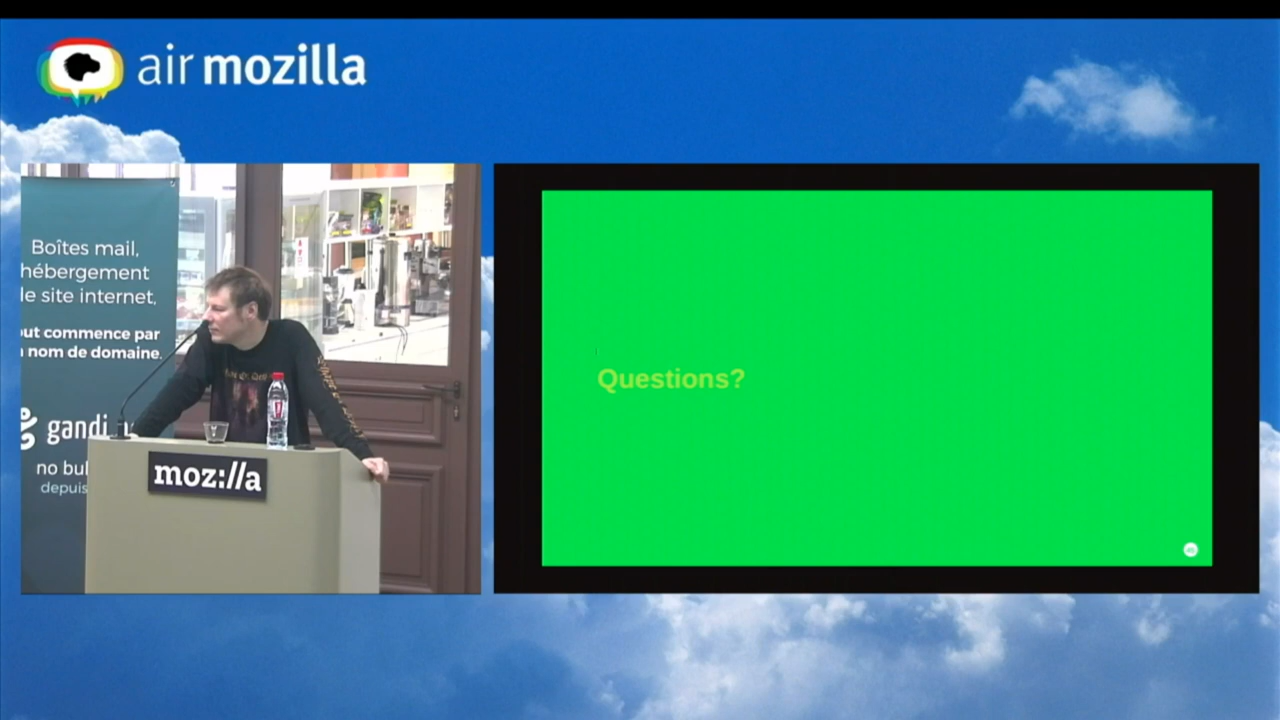 air mozilla
Boîtes mail,
hébergement
de site internet,
out commence par
nom de domaine.
gandi
no bul
depuis
moz://a
Questions?